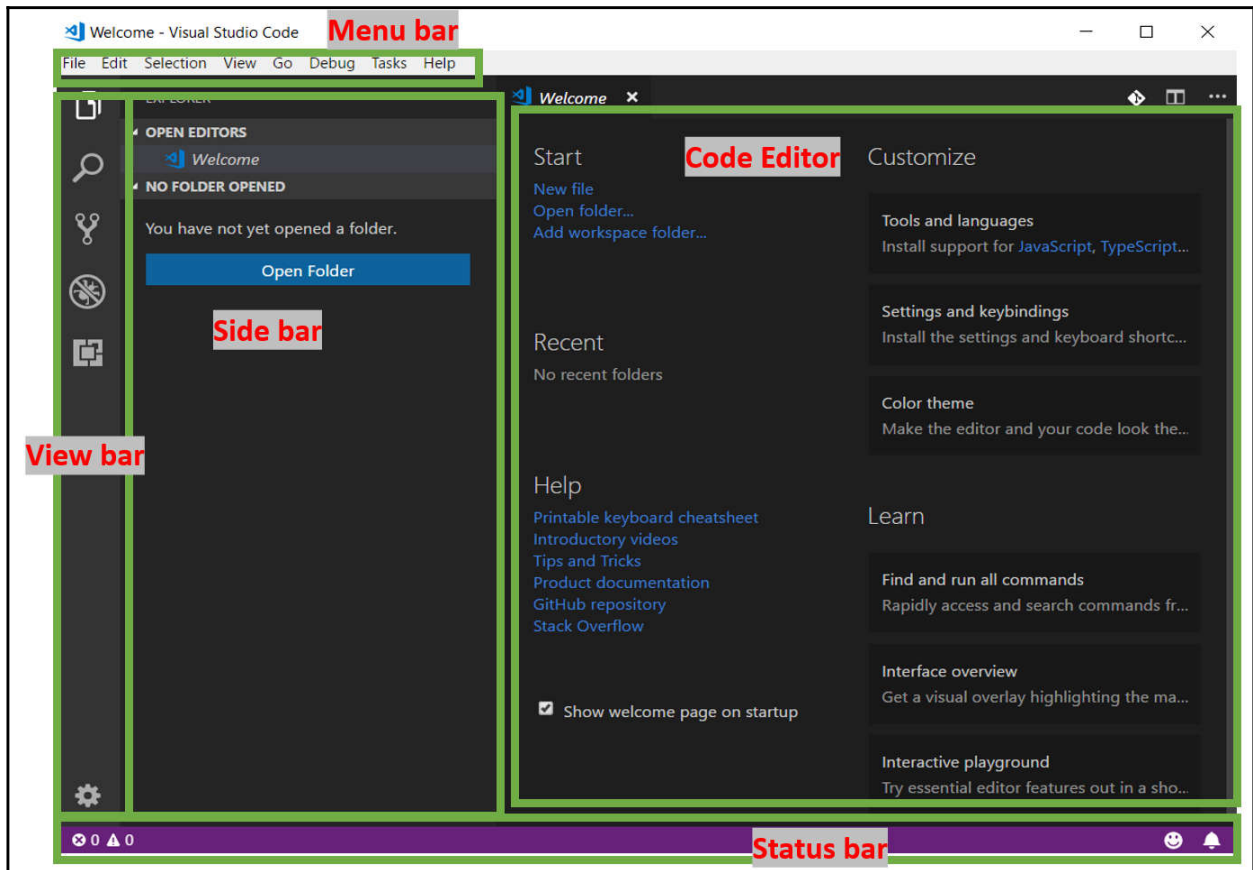 Welcome - Visual Studio Code
Menu bar
File Edit Selection View Go Debug Tasks Help
EXPLORER
OPEN EDITORS
Welcome
NO FOLDER OPENED
You have not yet opened a folder.
Open Folder
Side bar
View bar
Welcome
Code Editor
Start
New file
Open folder...
Add workspace folder...
Recent
No recent folders
Help
Printable keyboard cheatsheet
Introductory videos
Tips and Tricks
Product documentation
GitHub repository
Stack Overflow
Show welcome page on startup
Customize
Tools and languages
Install support for JavaScript, TypeScript...
Settings and keybindings
Install the settings and keyboard shortc...
Color theme
Make the editor and your code look the...
Learn
Find and run all commands
Rapidly access and search commands fr...
Interface overview
Get a visual overlay highlighting the ma...
Interactive playground
Try essential editor features out in a sho...
0 0
Status bar